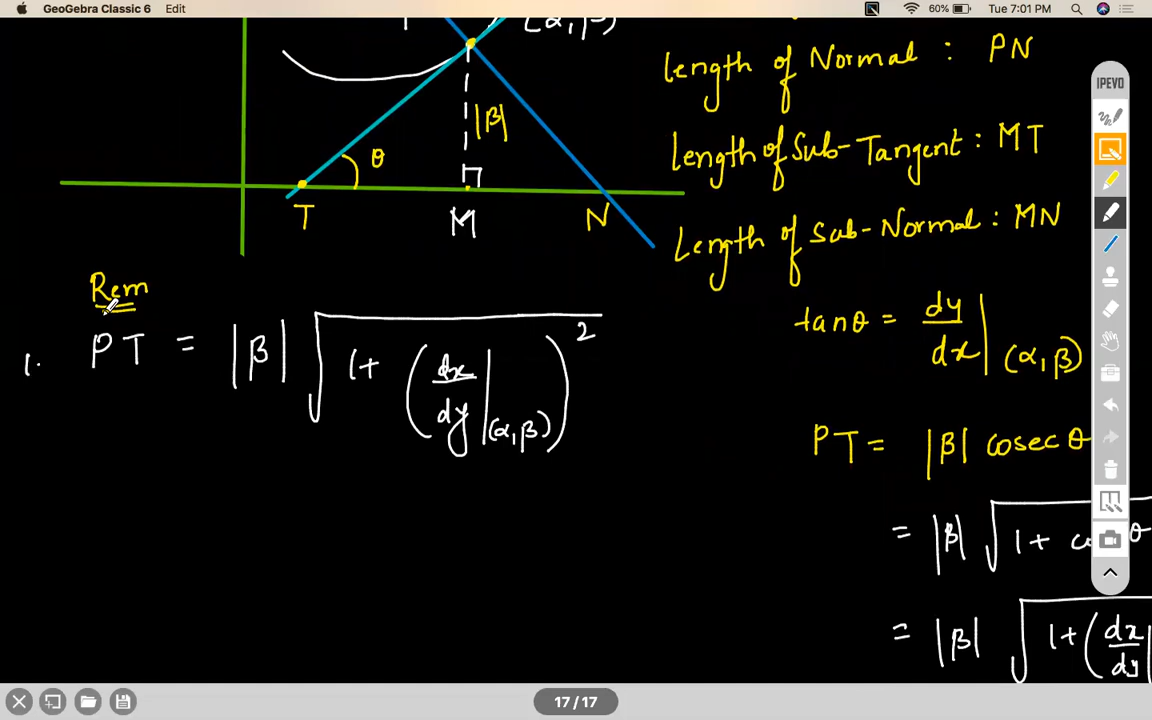 GeoGebra Classic 6 Edit 60% Tue 7:01 PM
(α,β)
Length of Normal : PN
IPEVO
|β|
Length of Sub-Tangent : MT
θ
T M N
Length of Sub-Normal : MN
Rem
tanθ = dy/dx|(α,β)
1. PT = |β| √(1+ (dx/dy|(α,β))²)
PT = |β| cosec θ
= |β| √1+ co θ
= |β| √1+(dx/dy|
17 / 17